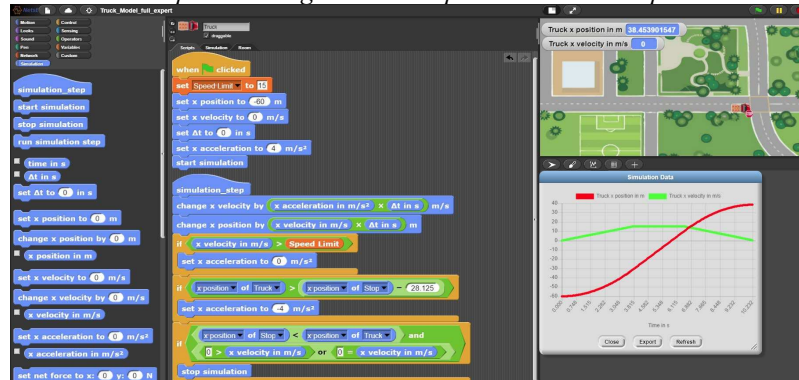 Truck_Model_full_expert
Motion
Control
Looks
Sensing
Sound
Operators
Pen
Variables
Network
Custom
Simulation
simulation_step
start simulation
stop simulation
run simulation step
time in s
Δt in s
set Δt to 0 in s
set x position to 0 m
change x position by 0 m
x position in m
set x velocity to 0 m/s
change x velocity by 0 m/s
x velocity in m/s
set x acceleration to 0 m/s²
x acceleration in m/s²
set net force to x: 0 y: 0 N
Truck
draggable
Scripts
Simulation
Room
when clicked
set Speed Limit to 15
set x position to -60 m
set x velocity to 0 m/s
set Δt to 0 in s
set x acceleration to 4 m/s²
start simulation
simulation_step
change x velocity by x acceleration in m/s² × Δt in s m/s
change x position by x velocity in m/s × Δt in s m
if x velocity in m/s > Speed Limit
set x acceleration to 0 m/s²
if x position of Truck > x position of Stop − 28.125
set x acceleration to -4 m/s²
if x position of Stop < x position of Truck and
0 > x velocity in m/s or 0 = x velocity in m/s
stop simulation
Truck x position in m 38.453901547
Truck x velocity in m/s 0
Simulation Data
Truck x position in m
Truck x velocity in m/s
40
30
20
10
0
-10
-20
-30
-40
-50
-60
Time in s
Close
Export
Refresh